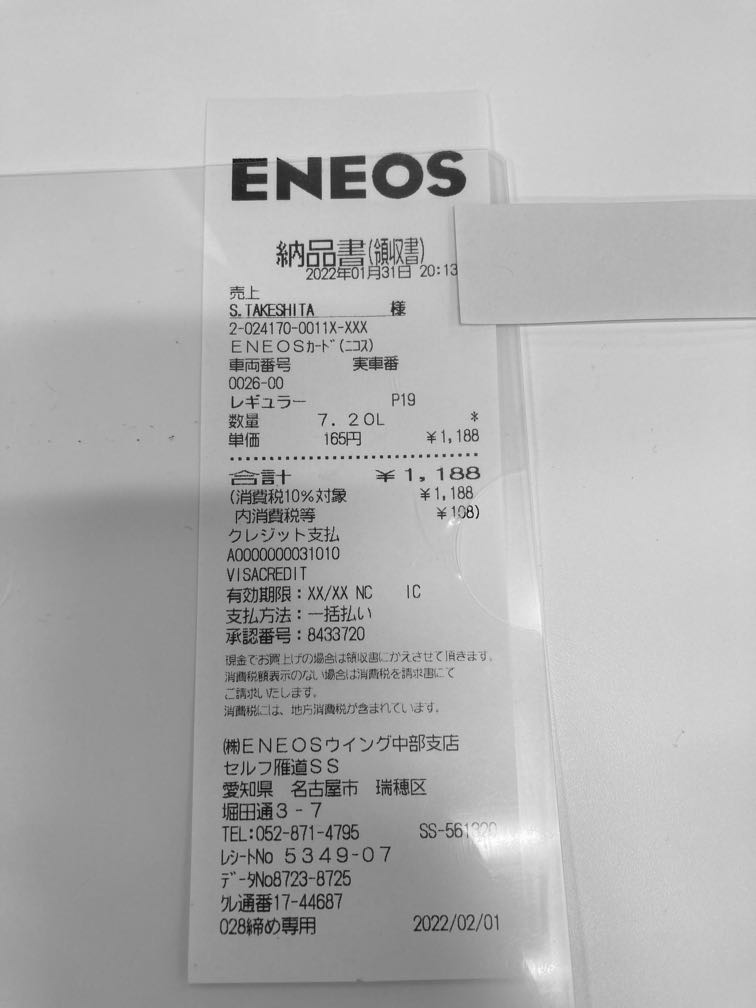 ENEOS
納品書(領収書)
2022年01月31日 20:13
売上
S.TAKESHITA 様
2-024170-0011X-XXX
ENEOSカード(ニコス)
車両番号 実車番
0026-00
レギュラー P19
数量 7.20L *
単価 165円 ¥1,188
合計 ¥1,188
(消費税10%対象 ¥1,188
内消費税等 ¥108)
クレジット支払
A0000000031010
VISACREDIT
有効期限:XX/XX NC IC
支払方法:一括払い
承認番号:8433720
現金でお買上げの場合は領収書にかえさせて頂きます。
消費税額表示のない場合は消費税を請求書にて
ご請求いたします。
消費税には、地方消費税が含まれています。
㈱ENEOSウイング中部支店
セルフ雁道SS
愛知県 名古屋市 瑞穂区
堀田通3-7
TEL:052-871-4795 SS-561320
レシートNo 5349-07
データNo8723-8725
クレ通番17-44687
028締め専用 2022/02/01